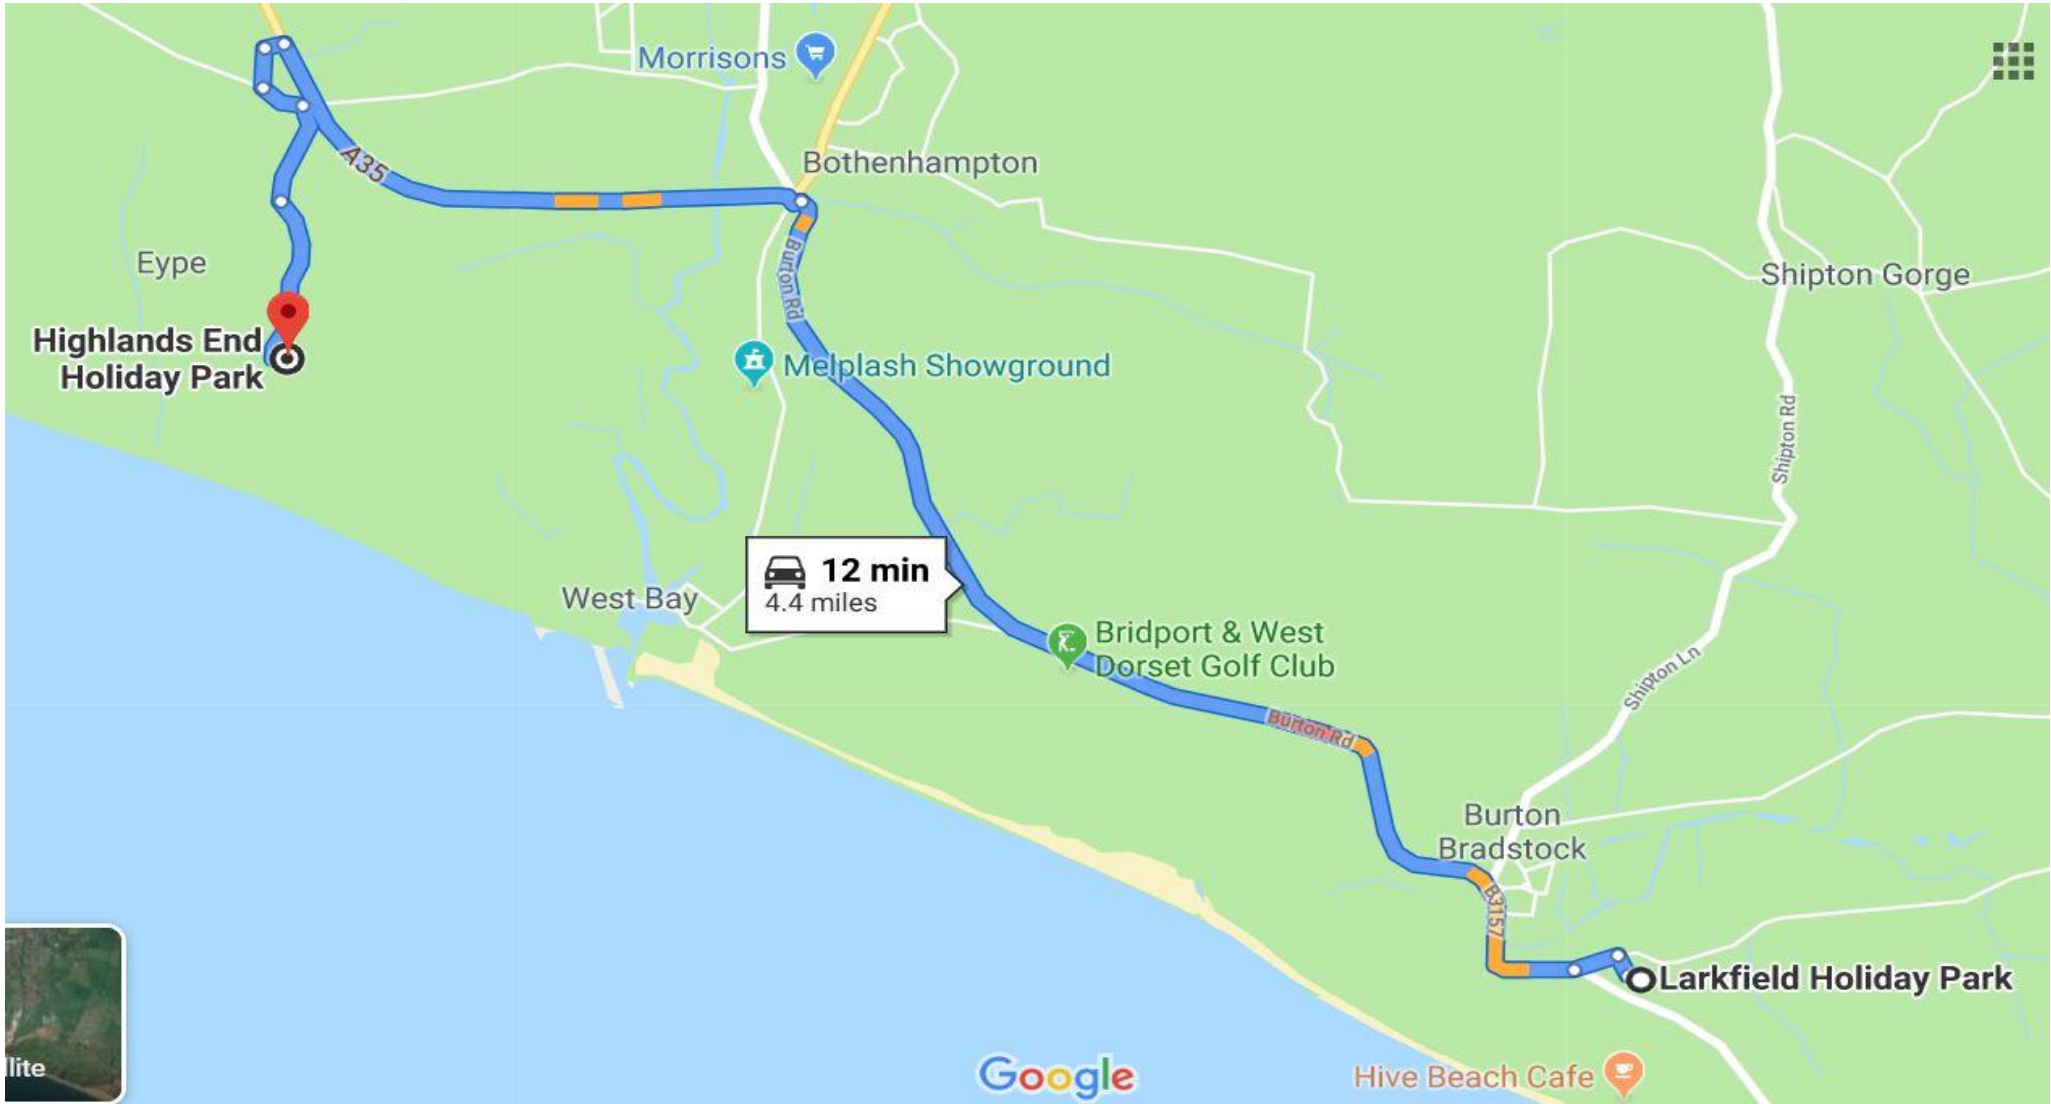 Morrisons
Bothenhampton
A35
Burton Rd
Eype
Shipton Gorge
Highlands End
Holiday Park
Melplash Showground
Shipton Rd
12 min
4.4 miles
West Bay
Bridport & West
Dorset Golf Club
Shipton Ln
Burton Rd
Burton
Bradstock
B3157
Larkfield Holiday Park
llite
Google
Hive Beach Cafe